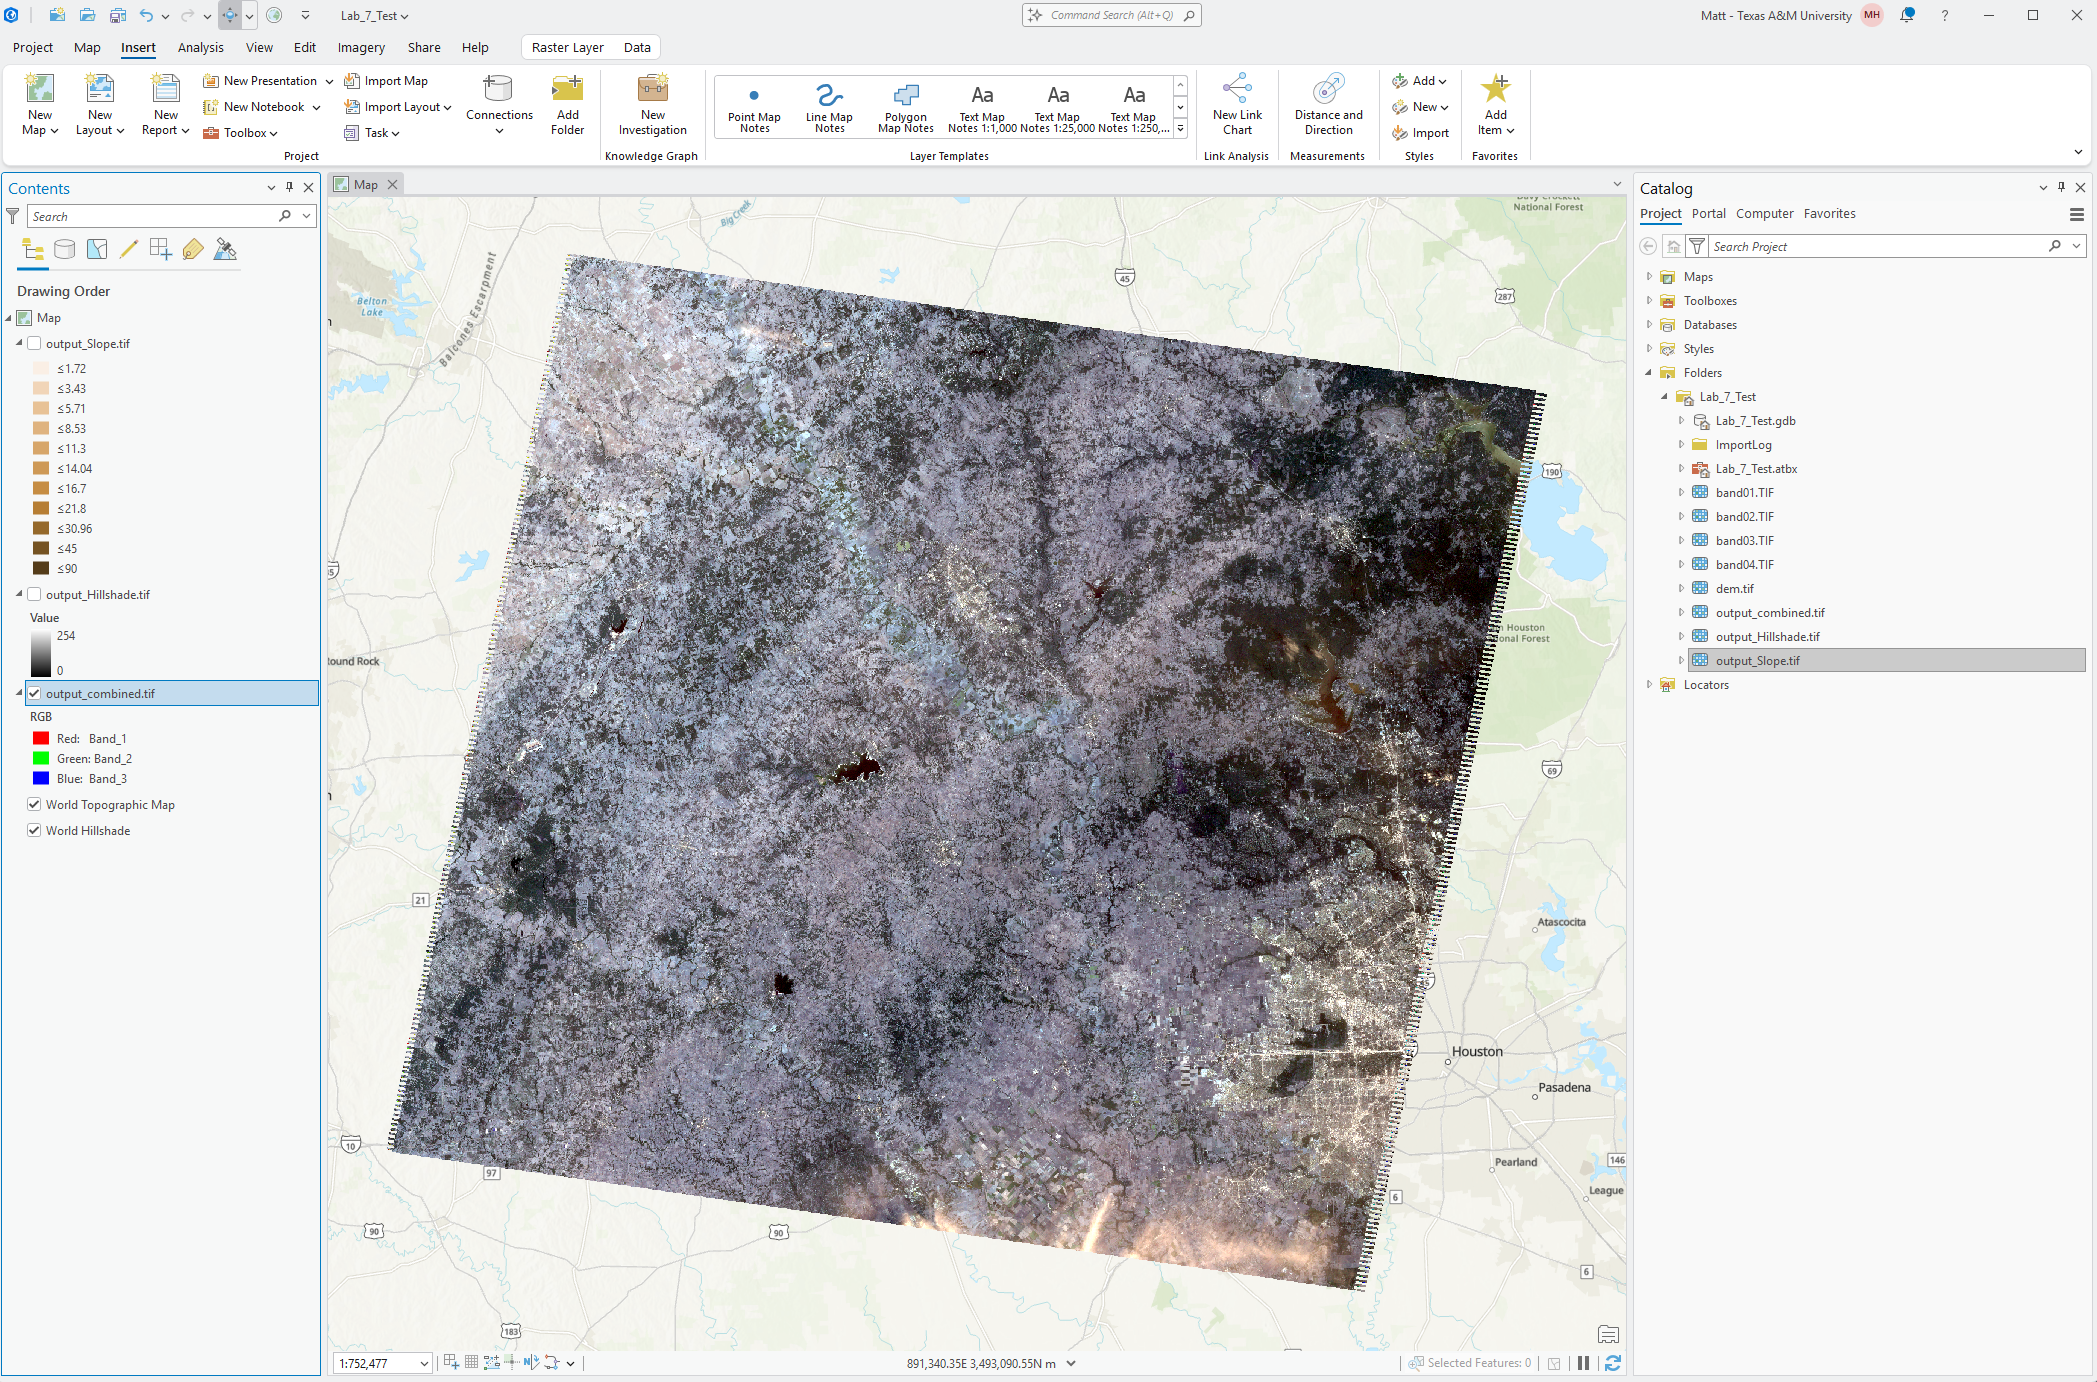 Lab_7_Test
Command Search (Alt+Q)
Matt - Texas A&M University
MH
?
Project
Map
Insert
Analysis
View
Edit
Imagery
Share
Help
Raster Layer
Data
New Map
New Layout
New Report
New Presentation
New Notebook
Toolbox
Import Map
Import Layout
Task
Connections
Add Folder
Project
New Investigation
Knowledge Graph
Point Map Notes
Line Map Notes
Polygon Map Notes
Aa
Text Map Notes 1:1,000
Aa
Text Map Notes 1:25,000
Aa
Text Map Notes 1:250,...
Layer Templates
New Link Chart
Link Analysis
Distance and Direction
Measurements
Add
New
Import
Styles
Add Item
Favorites
Contents
Search
Drawing Order
Map
output_Slope.tif
≤1.72
≤3.43
≤5.71
≤8.53
≤11.3
≤14.04
≤16.7
≤21.8
≤30.96
≤45
≤90
output_Hillshade.tif
Value
254
0
output_combined.tif
RGB
Red: Band_1
Green: Band_2
Blue: Band_3
World Topographic Map
World Hillshade
Map
Big Creek
National Forest
Balcones Escarpment
Belton Lake
45
287
190
Houston
onal Forest
ound Rock
69
21
Atascocita
Houston
Pasadena
10
97
Pearland
146
League
6
90
90
6
183
1:752,477
891,340.35E 3,493,090.55N m
Selected Features: 0
Catalog
Project
Portal
Computer
Favorites
Search Project
Maps
Toolboxes
Databases
Styles
Folders
Lab_7_Test
Lab_7_Test.gdb
ImportLog
Lab_7_Test.atbx
band01.TIF
band02.TIF
band03.TIF
band04.TIF
dem.tif
output_combined.tif
output_Hillshade.tif
output_Slope.tif
Locators